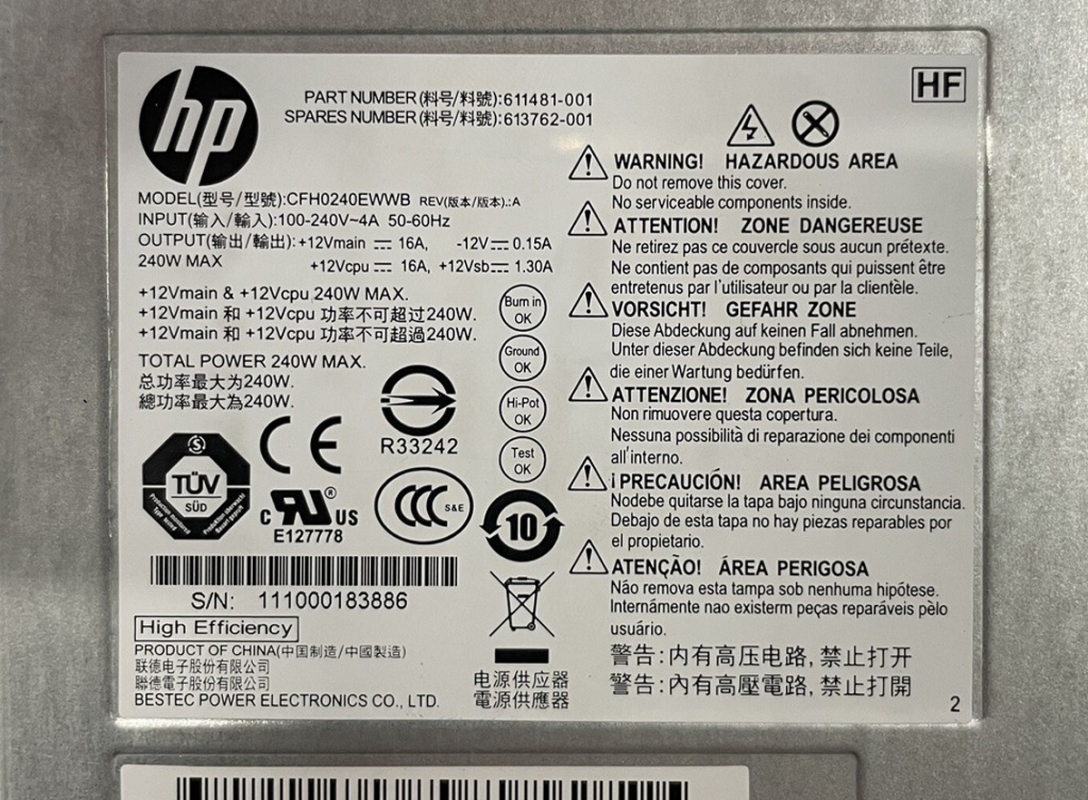 hp
PART NUMBER(料号/料號):611481-001
SPARES NUMBER(料号/料號):613762-001
HF
MODEL(型号/型號):CFH0240EWWB REV(版本/版本).:A
INPUT(输入/輸入):100-240V~4A 50-60Hz
OUTPUT(输出/輸出):+12Vmain ⎓ 16A, -12V⎓ 0.15A
240W MAX +12Vcpu ⎓ 16A, +12Vsb⎓ 1.30A
+12Vmain & +12Vcpu 240W MAX.
+12Vmain 和 +12Vcpu 功率不可超过240W.
+12Vmain 和 +12Vcpu 功率不可超過240W.
TOTAL POWER 240W MAX.
总功率最大为240W.
總功率最大為240W.
R33242
CE
TÜV
SÜD
c RU ® US
E127778
CCC S&E
Burn in
OK
Ground
OK
Hi-Pot
OK
Test
OK
10
S/N: 111000183886
High Efficiency
PRODUCT OF CHINA(中国制造/中國製造)
联德电子股份有限公司
聯德電子股份有限公司
BESTEC POWER ELECTRONICS CO., LTD.
电源供应器
電源供應器
WARNING! HAZARDOUS AREA
Do not remove this cover.
No serviceable components inside.
ATTENTION! ZONE DANGEREUSE
Ne retirez pas ce couvercle sous aucun prétexte.
Ne contient pas de composants qui puissent être
entretenus par l'utilisateur ou par la clientèle.
VORSICHT! GEFAHR ZONE
Diese Abdeckung auf keinen Fall abnehmen.
Unter dieser Abdeckung befinden sich keine Teile,
die einer Wartung bedürfen.
ATTENZIONE! ZONA PERICOLOSA
Non rimuovere questa copertura.
Nessuna possibilità di reparazione dei componenti
all'interno.
¡PRECAUCIÓN! AREA PELIGROSA
Nodebe quitarse la tapa bajo ninguna circunstancia.
Debajo de esta tapa no hay piezas reparables por
el propietario.
ATENÇÃO! ÁREA PERIGOSA
Não remova esta tampa sob nenhuma hipótese.
Internámente nao existerm peças reparáveis pèlo
usuário.
警告:内有高压电路,禁止打开
警告:內有高壓電路,禁止打開
2